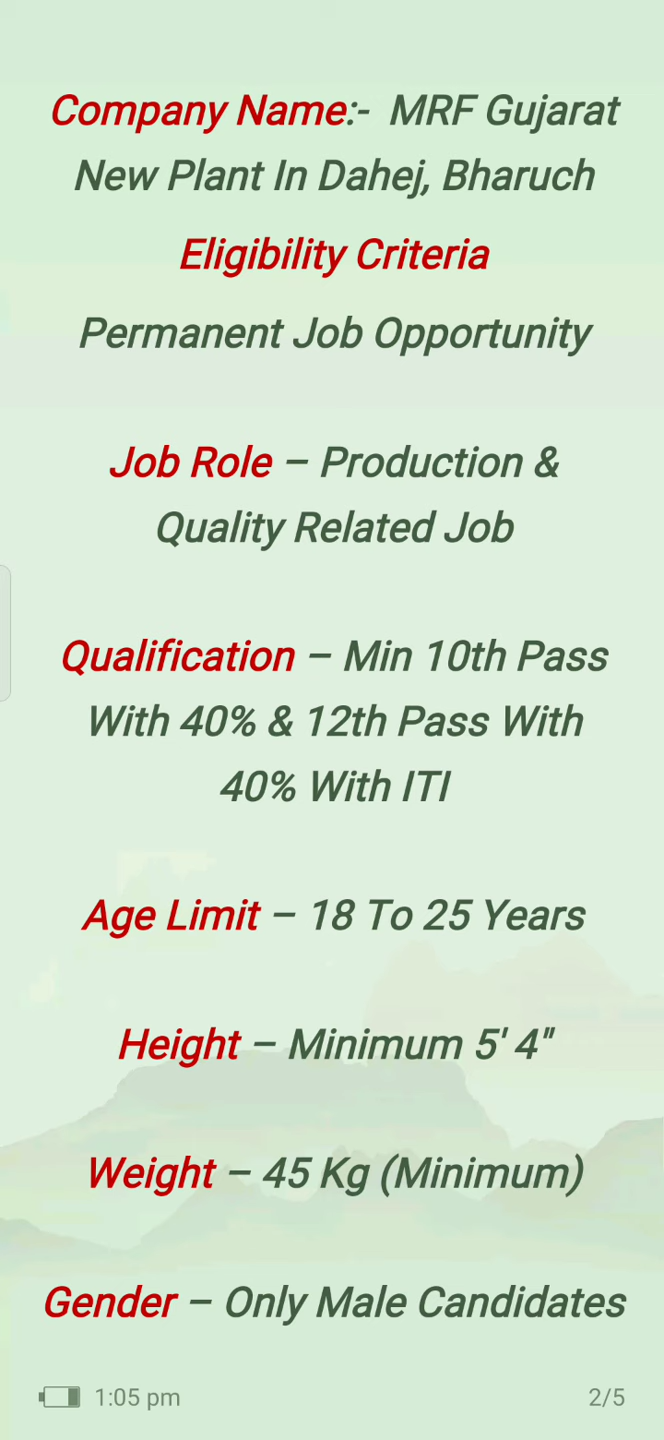 Company Name:-  MRF Gujarat
New Plant In Dahej, Bharuch
Eligibility Criteria
Permanent Job Opportunity
Job Role – Production &
Quality Related Job
Qualification – Min 10th Pass
With 40% & 12th Pass With
40% With ITI
Age Limit – 18 To 25 Years
Height – Minimum 5' 4"
Weight – 45 Kg (Minimum)
Gender – Only Male Candidates
1:05 pm 2/5